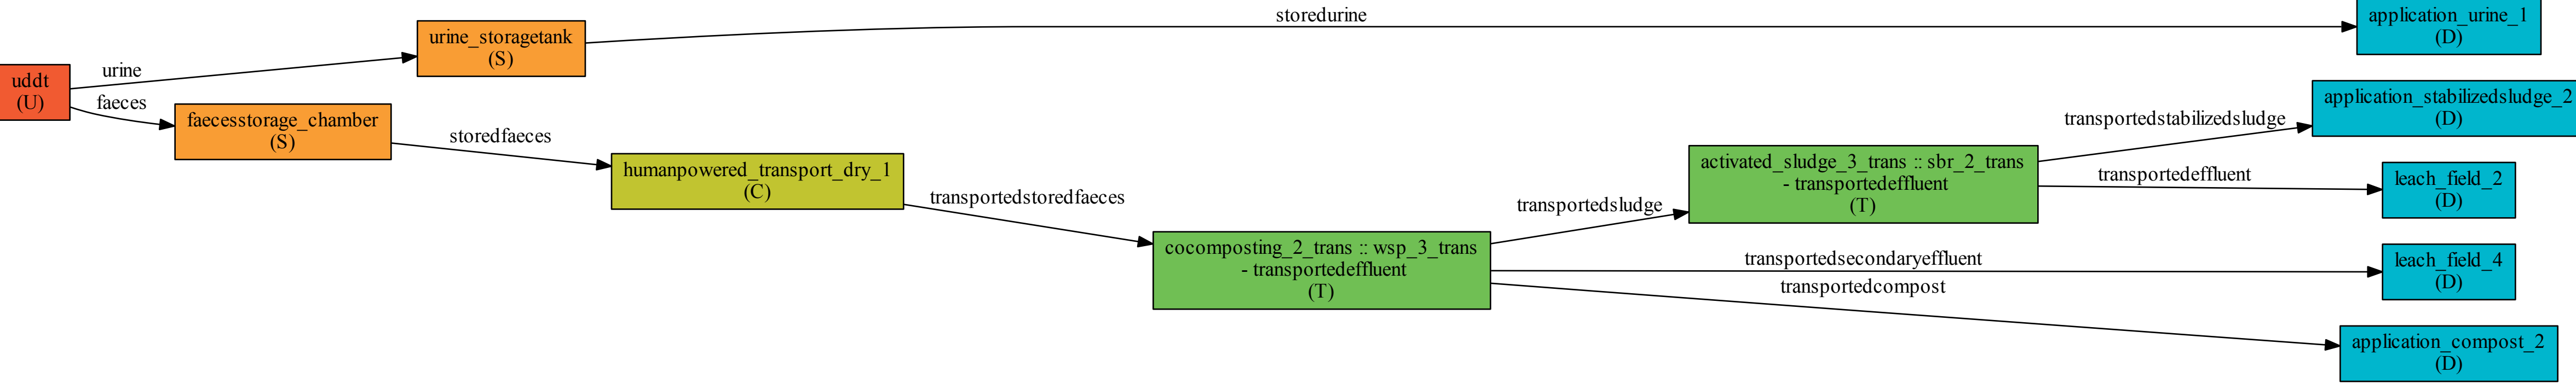 storedurine
application_urine_1
(D)
urine_storagetank
(S)
urine
uddt
(U)
faeces
faecesstorage_chamber
(S)
storedfaeces
humanpowered_transport_dry_1
(C)
transportedstoredfaeces
cocomposting_2_trans :: wsp_3_trans
- transportedeffluent
(T)
transportedsludge
activated_sludge_3_trans :: sbr_2_trans
- transportedeffluent
(T)
transportedstabilizedsludge
application_stabilizedsludge_2
(D)
transportedeffluent
leach_field_2
(D)
transportedsecondaryeffluent
leach_field_4
(D)
transportedcompost
application_compost_2
(D)